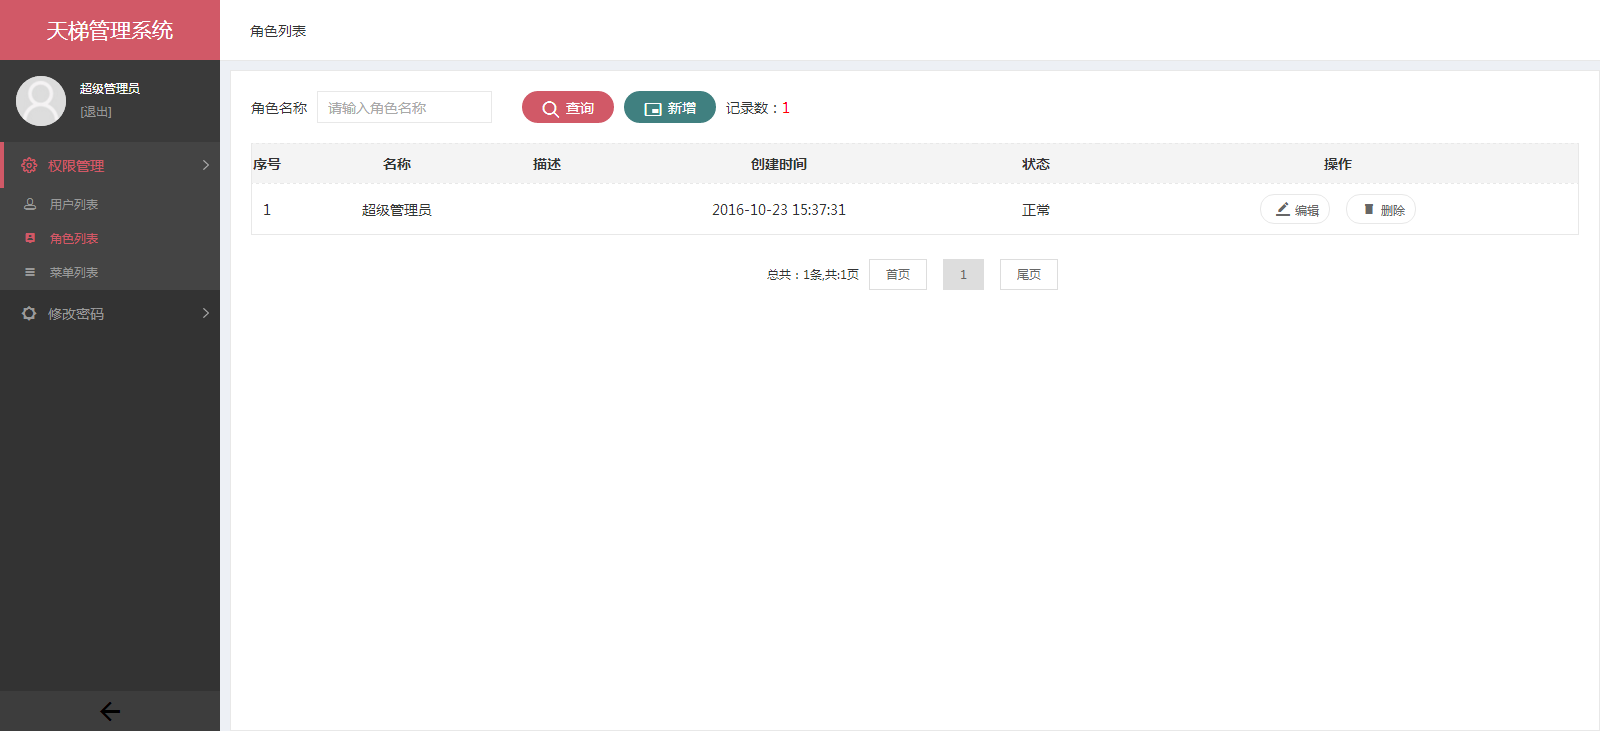 天梯管理系统
角色列表
超级管理员
[退出]
权限管理
用户列表
角色列表
菜单列表
修改密码
角色名称 请输入角色名称 查询 新增 记录数：1
序号 名称 描述 创建时间 状态 操作
1 超级管理员 2016-10-23 15:37:31 正常 编辑 删除
总共：1条,共:1页 首页 1 尾页